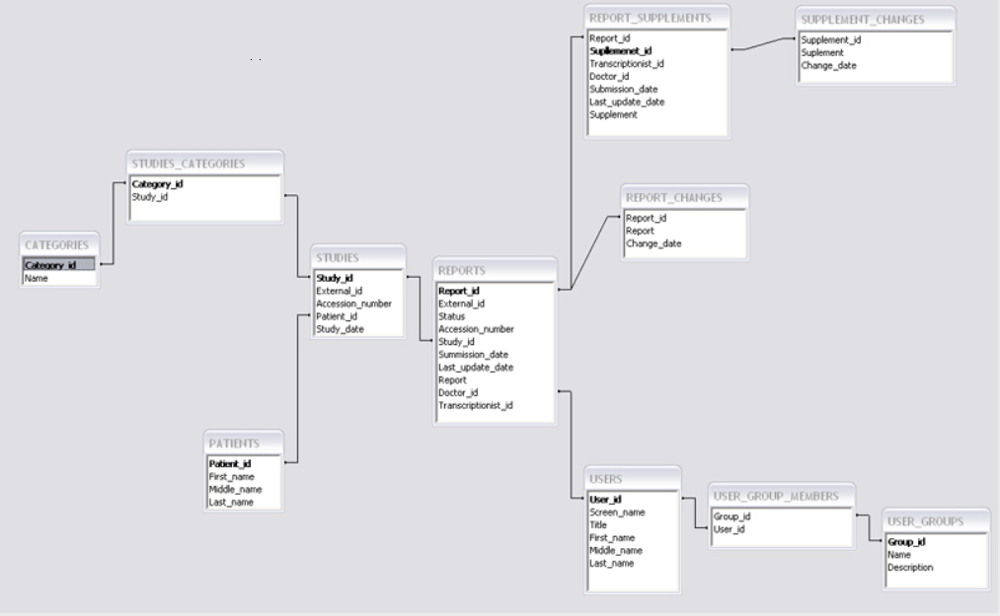 REPORT_SUPPLEMENTS
Report_id
Supllemenet_id
Transcriptionist_id
Doctor_id
Submission_date
Last_update_date
Supplement
SUPPLEMENT_CHANGES
Supplement_id
Suplement
Change_date
STUDIES_CATEGORIES
Category_id
Study_id
REPORT_CHANGES
Report_id
Report
Change_date
CATEGORIES
Category_id
Name
STUDIES
Study_id
External_id
Accession_number
Patient_id
Study_date
REPORTS
Report_id
External_id
Status
Accession_number
Study_id
Summission_date
Last_update_date
Report
Doctor_id
Transcriptionist_id
PATIENTS
Patient_id
First_name
Middle_name
Last_name
USERS
User_id
Screen_name
Title
First_name
Middle_name
Last_name
USER_GROUP_MEMBERS
Group_id
User_id
USER_GROUPS
Group_id
Name
Description